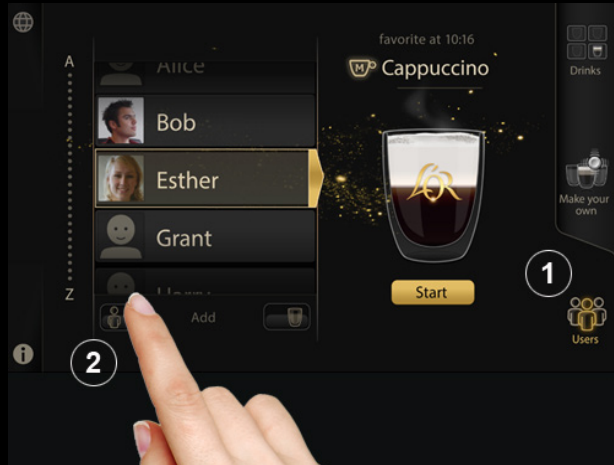 A
Z
Alice
Bob
Esther
Grant
Harry
Add
favorite at 10:16
M
Cappuccino
L'OR
Start
Drinks
Make your
own
1
Users
2
i